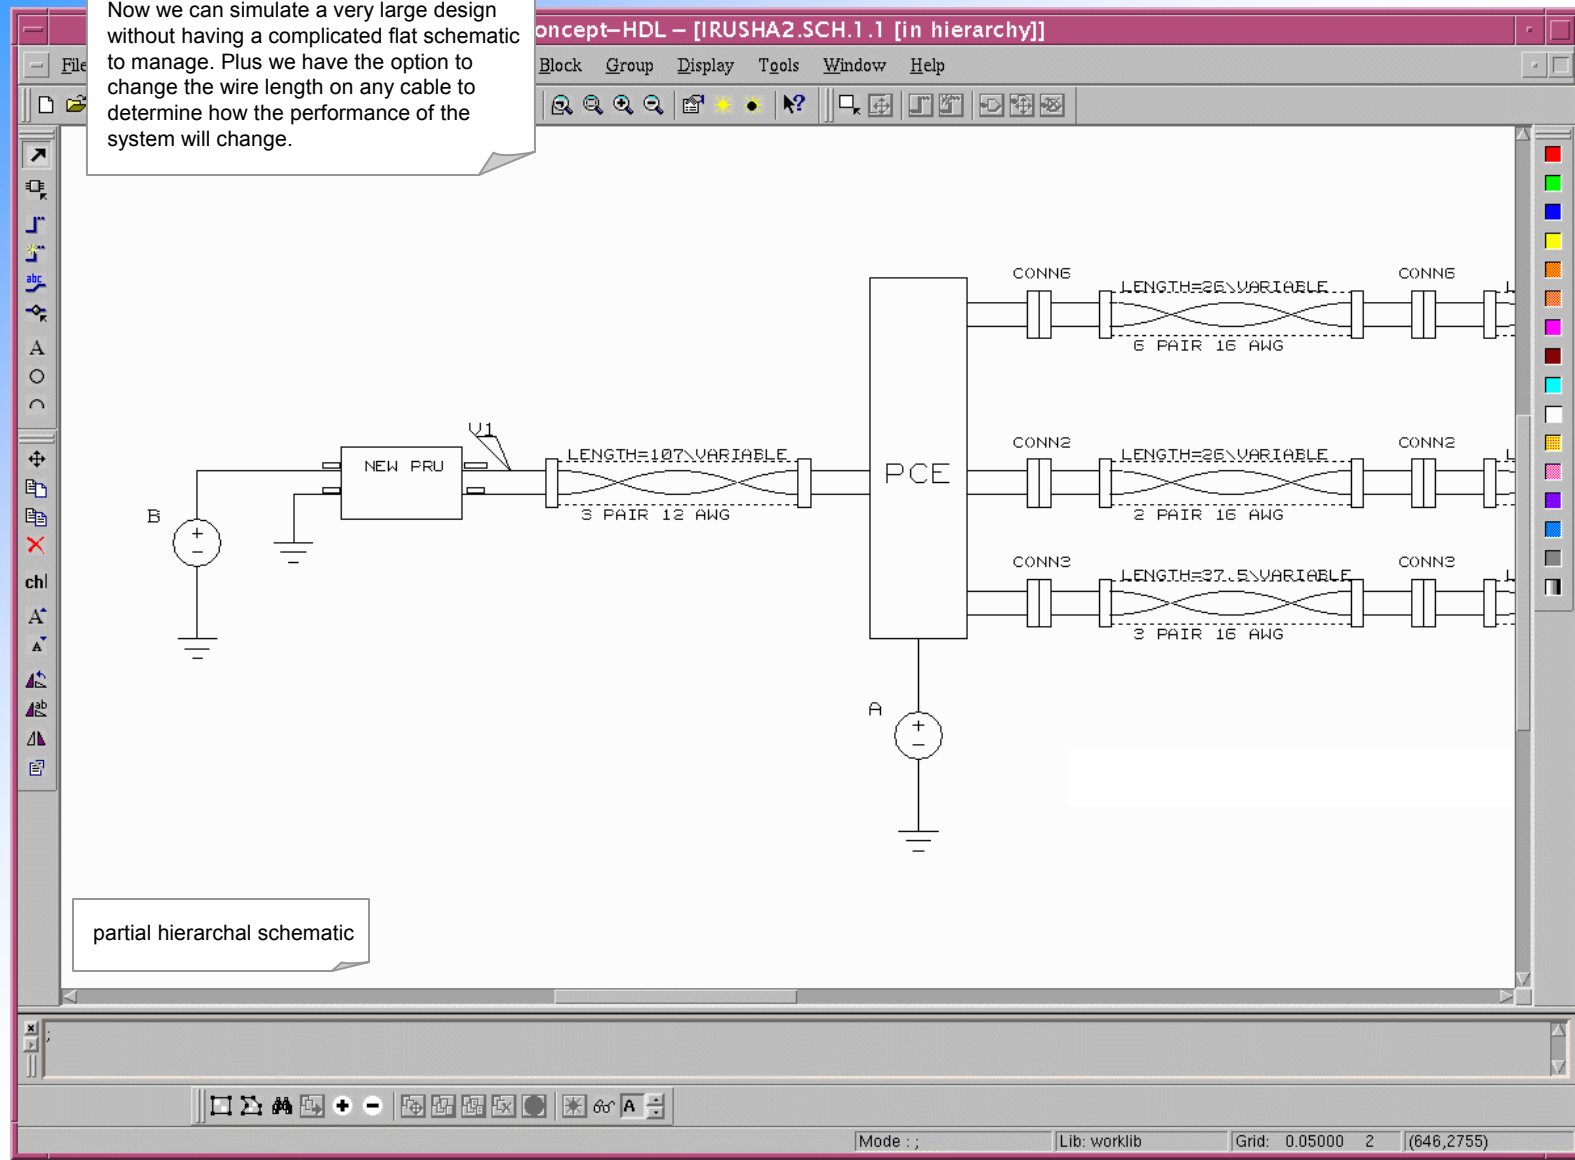 Now we can simulate a very large design
without having a complicated flat schematic
to manage. Plus we have the option to
change the wire length on any cable to
determine how the performance of the
system will change.
oncept-HDL - [IRUSHA2.SCH.1.1 [in hierarchy]]
File Block Group Display Tools Window Help
abc
A
chl
A
A
ab
CONN6 CONN6
LENGTH=26\VARIABLE L
6 PAIR 16 AWG
V1
NEW PRU
LENGTH=107\VARIABLE
3 PAIR 12 AWG
PCE
CONN2 CONN2
LENGTH=26\VARIABLE L
2 PAIR 16 AWG
B
+
−
CONN3 CONN3
LENGTH=37.5\VARIABLE L
3 PAIR 16 AWG
A
+
−
partial hierarchal schematic
;
A
Mode : ; Lib: worklib Grid: 0.05000 2 (646,2755)